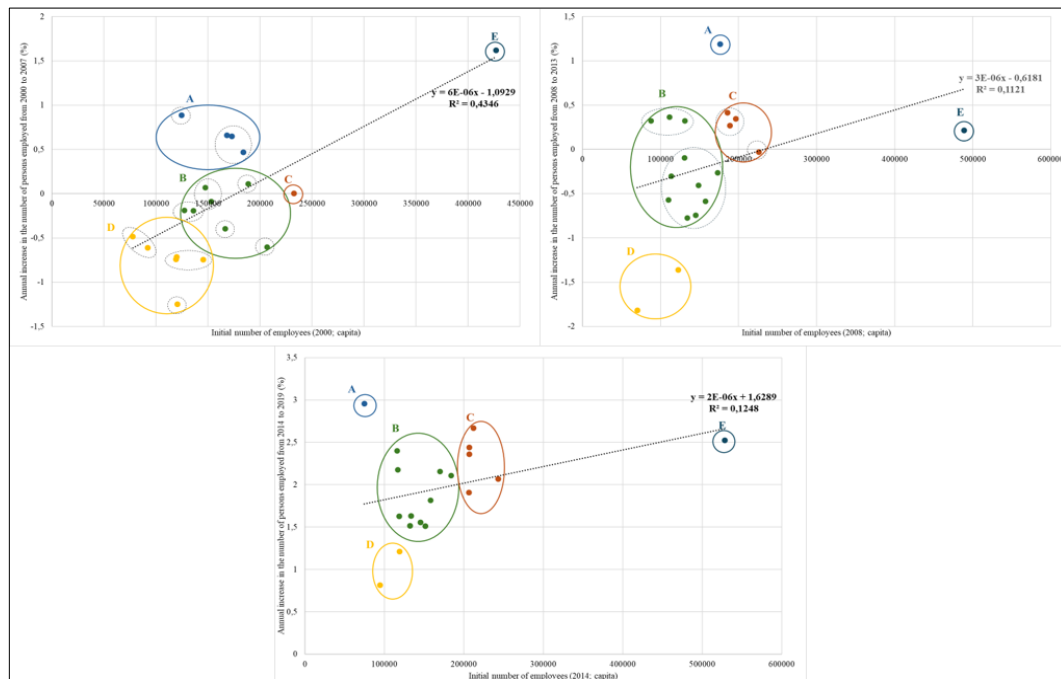 Annual increase in the number of persons employed from 2000 to 2007 (%)
2
1,5
1
0,5
0
-0,5
-1
-1,5
0
50000
100000
150000
200000
250000
300000
350000
400000
450000
A
B
C
D
E
y = 6E-06x - 1,0929
R² = 0,4346
Initial number of employees (2000; capita)
Annual increase in the number of persons employed from 2008 to 2013 (%)
1,5
1
0,5
0
-0,5
-1
-1,5
-2
0
100000
200000
300000
400000
500000
600000
A
B
C
D
E
y = 3E-06x - 0,6181
R² = 0,1121
Initial number of employees (2008; capita)
Annual increase in the number of persons employed from 2014 to 2019 (%)
3,5
3
2,5
2
1,5
1
0,5
0
0
100000
200000
300000
400000
500000
600000
A
B
C
D
E
y = 2E-06x + 1,6289
R² = 0,1248
Initial number of employees (2014; capita)